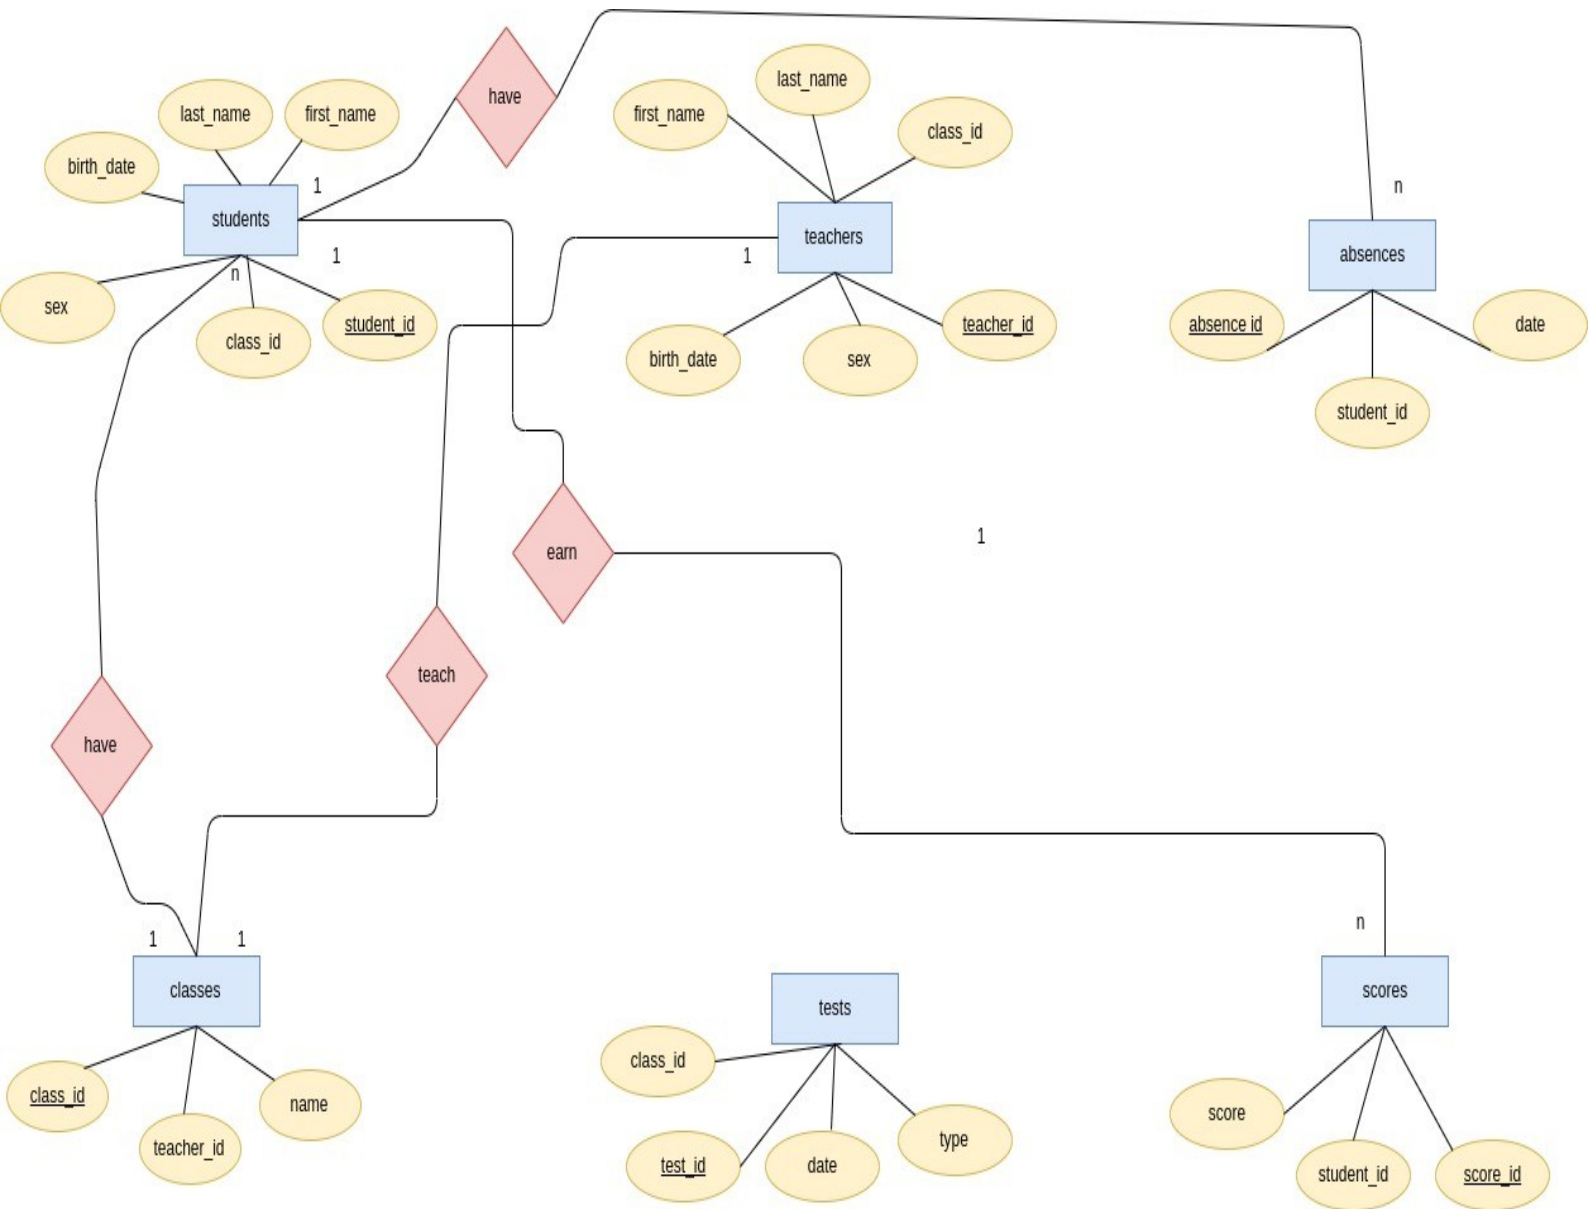 have
last_name
first_name
birth_date
students
1
1
n
sex
class_id
student_id
first_name
last_name
class_id
teachers
1
birth_date
sex
teacher_id
n
absences
absence id
date
student_id
earn
1
teach
have
1
1
classes
class_id
teacher_id
name
tests
class_id
test_id
date
type
n
scores
score
student_id
score_id